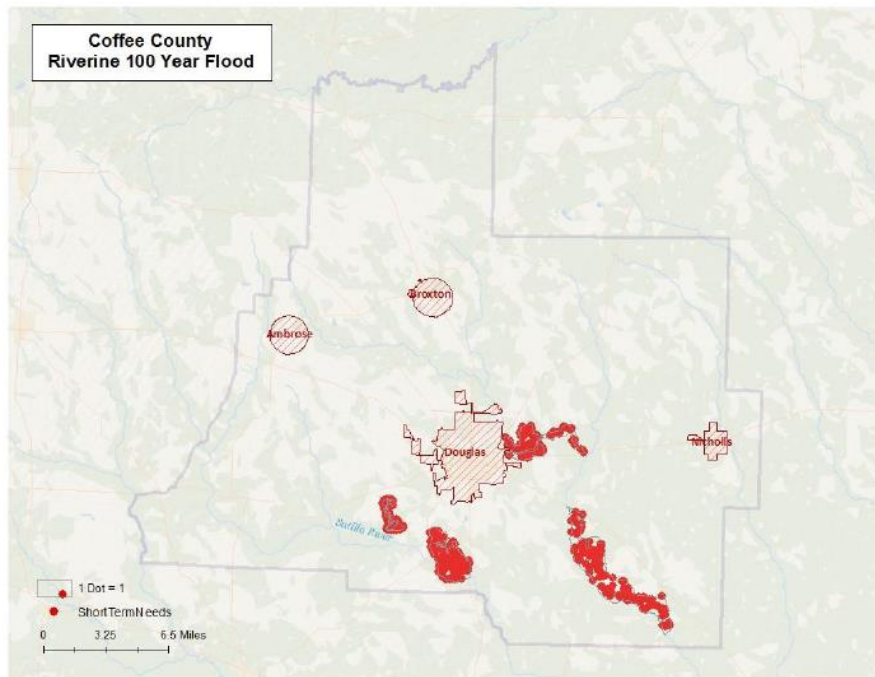 Coffee County
Riverine 100 Year Flood
Broxton
Ambrose
Douglas
Nicholls
Satilla River
1 Dot = 1
ShortTermNeeds
0 3.25 6.5 Miles